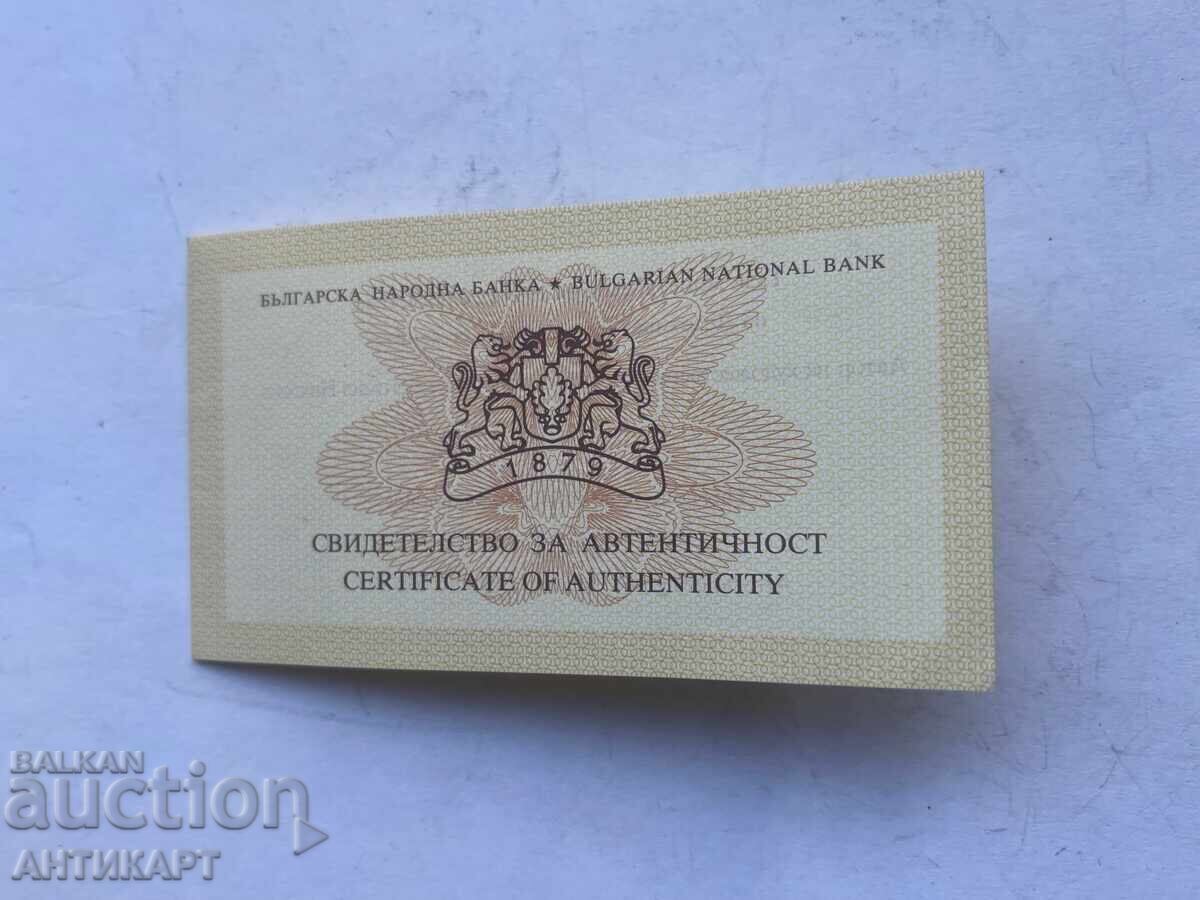 БЪЛГАРСКА НАРОДНА БАНКА ★ BULGARIAN NATIONAL BANK
1879
СВИДЕТЕЛСТВО ЗА АВТЕНТИЧНОСТ
CERTIFICATE OF AUTHENTICITY
BALKAN
auction
АНТИКАРТ